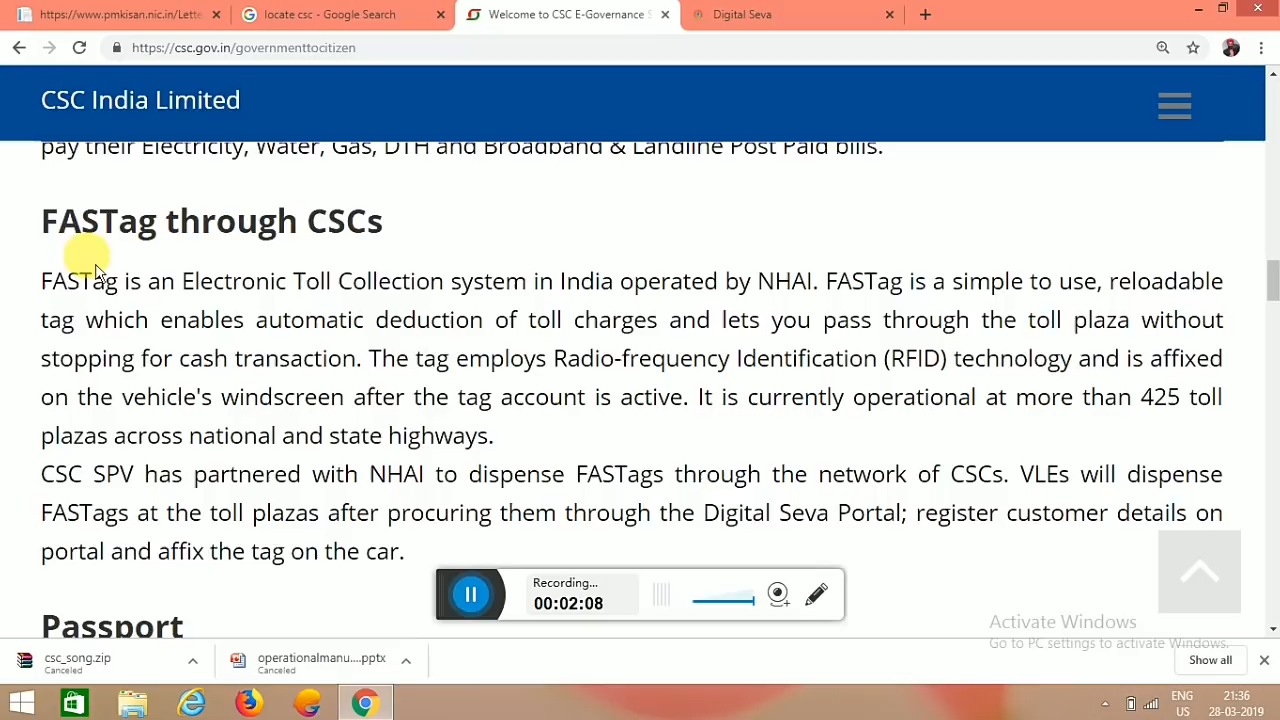 https://www.pmkisan.nic.in/Lette
locate csc - Google Search
Welcome to CSC E-Governance S
Digital Seva
https://csc.gov.in/governmenttocitizen
CSC India Limited
pay their Electricity, Water, Gas, DTH and Broadband & Landline Post Paid bills.
FASTag through CSCs
FASTag is an Electronic Toll Collection system in India operated by NHAI. FASTag is a simple to use, reloadable
tag which enables automatic deduction of toll charges and lets you pass through the toll plaza without
stopping for cash transaction. The tag employs Radio-frequency Identification (RFID) technology and is affixed
on the vehicle's windscreen after the tag account is active. It is currently operational at more than 425 toll
plazas across national and state highways.
CSC SPV has partnered with NHAI to dispense FASTags through the network of CSCs. VLEs will dispense
FASTags at the toll plazas after procuring them through the Digital Seva Portal; register customer details on
portal and affix the tag on the car.
Recording...
00:02:08
Passport
Activate Windows
Go to PC settings to activate Windows.
csc_song.zip
Canceled
operationalmanu....pptx
Canceled
Show all
ENG
US
21:36
28-03-2019